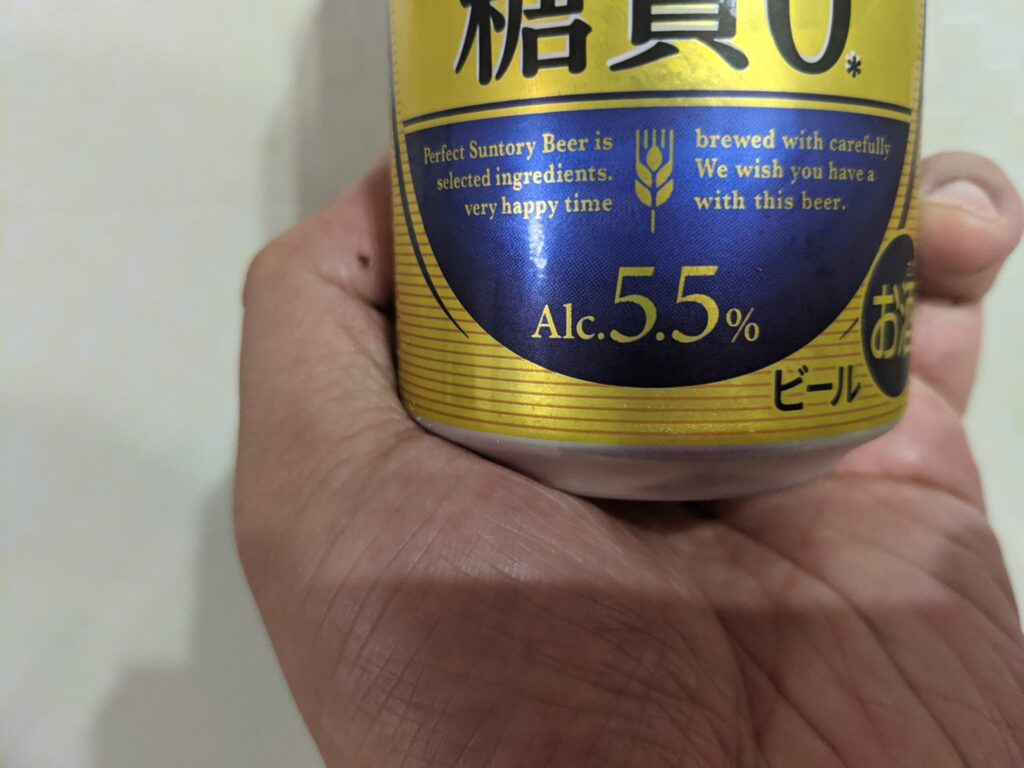 糖質0*
Perfect Suntory Beer is brewed with carefully
selected ingredients. We wish you have a
very happy time with this beer.
Alc.5.5%
ビール
お酒